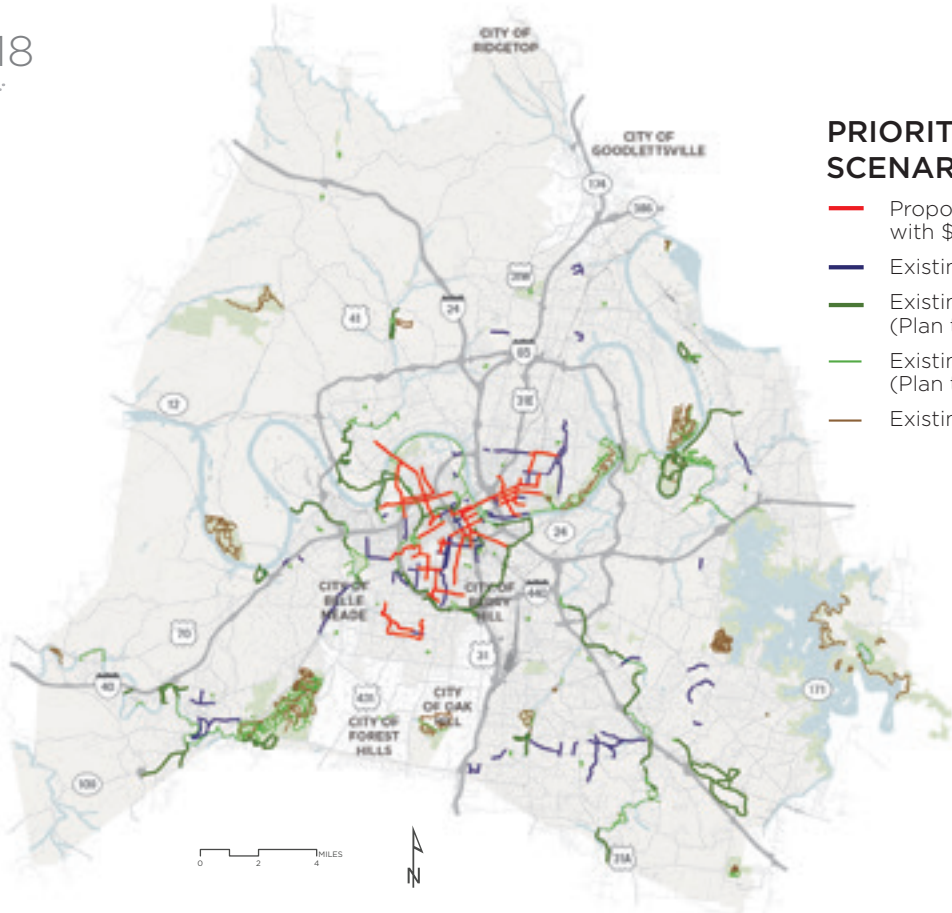 18
CITY OF
RIDGETOP
CITY OF
GOODLETTSVILLE
174
386
31W
24
41
65
31E
12
24
CITY OF
BELLE
MEADE
CITY OF
BERRY
HILL
440
70
31
40
431
CITY
OF OAK
HILL
CITY OF
FOREST
HILLS
171
100
31A
0 2 4 MILES
N
PRIORIT
SCENAR
Propo
with $
Existin
Existin
(Plan
Existin
(Plan
Existin